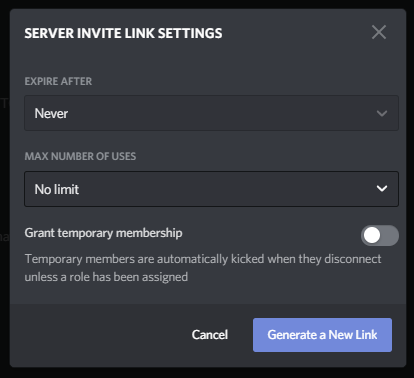 SERVER INVITE LINK SETTINGS
EXPIRE AFTER
Never
MAX NUMBER OF USES
No limit
Grant temporary membership
Temporary members are automatically kicked when they disconnect
unless a role has been assigned
Cancel
Generate a New Link